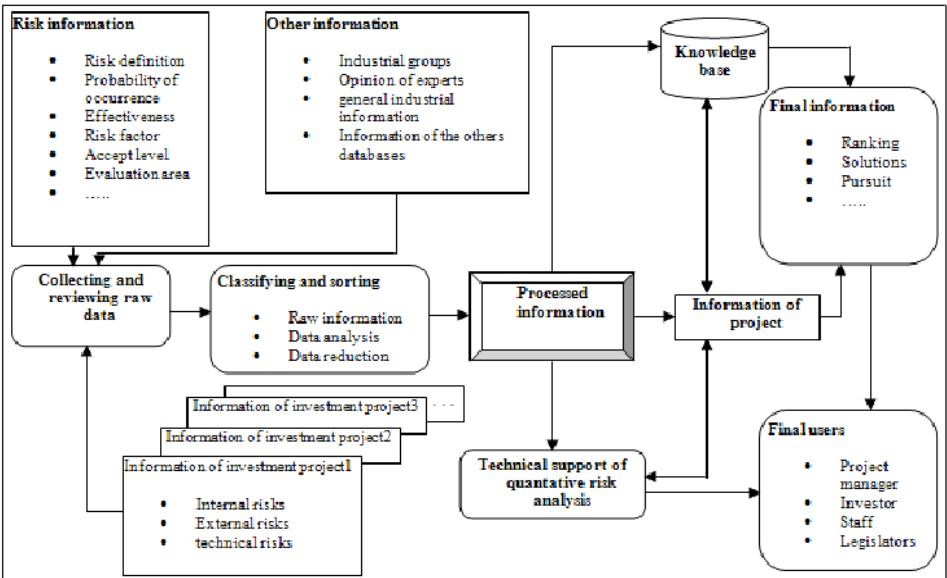 Risk information
Risk definition
Probability of
occurrence
Effectiveness
Risk factor
Accept level
Evaluation area
.....
Other information
Industrial groups
Opinion of experts
general industrial
information
Information of the others
databases
Knowledge
base
Final information
Ranking
Solutions
Pursuit
.....
Collecting and
reviewing raw
data
Classifying and sorting
Raw information
Data analysis
Data reduction
Processed
information
Information of
project
. . .
Information of investment project3
Information of investment project2
Information of investment project1
Internal risks
External risks
technical risks
Technical support of
quantative risk
analysis
Final users
Project
manager
Investor
Staff
Legislators